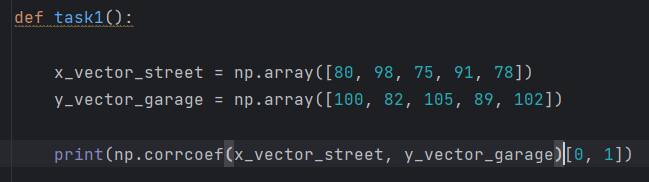 def task1():
x_vector_street = np.array([80, 98, 75, 91, 78])
y_vector_garage = np.array([100, 82, 105, 89, 102])
print(np.corrcoef(x_vector_street, y_vector_garage)[0, 1])